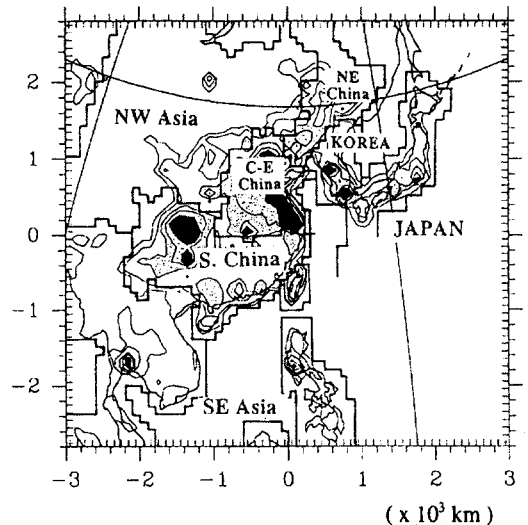 2
1
0
-1
-2
NE
China
NW Asia
KOREA
C-E
China
JAPAN
S. China
SE Asia
-3 -2 -1 0 1 2 3
( x 10³ km )